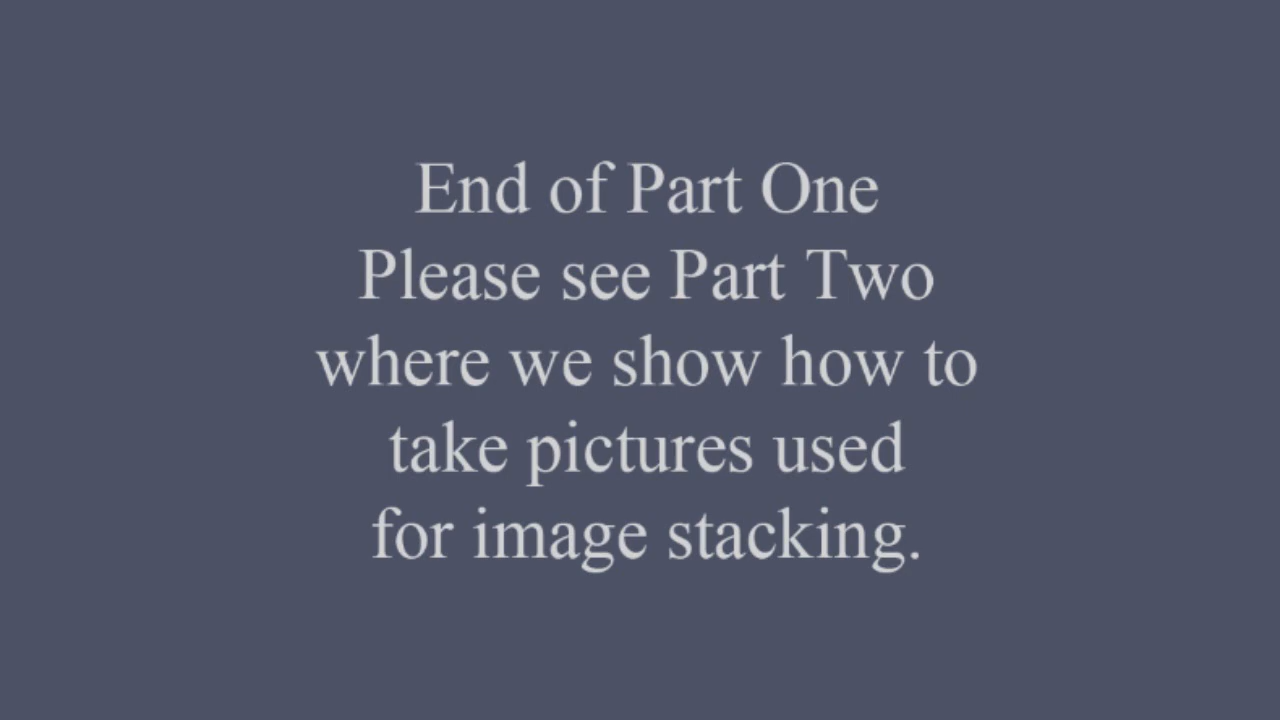 End of Part One
Please see Part Two
where we show how to
take pictures used
for image stacking.